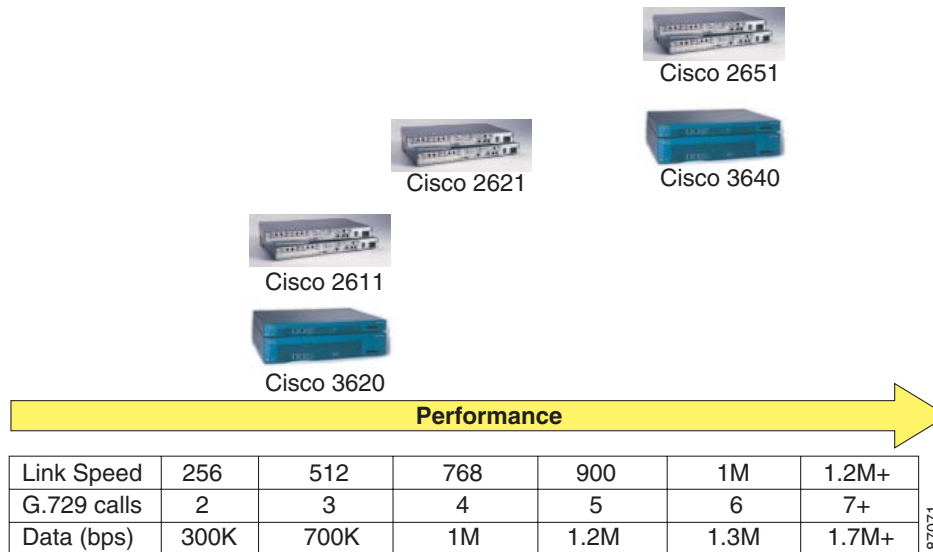 Cisco 2651
Cisco 3640
Cisco 2621
Cisco 2611
Cisco 3620
Performance
Link Speed 256 512 768 900 1M 1.2M+
G.729 calls 2 3 4 5 6 7+
Data (bps) 300K 700K 1M 1.2M 1.3M 1.7M+
87071